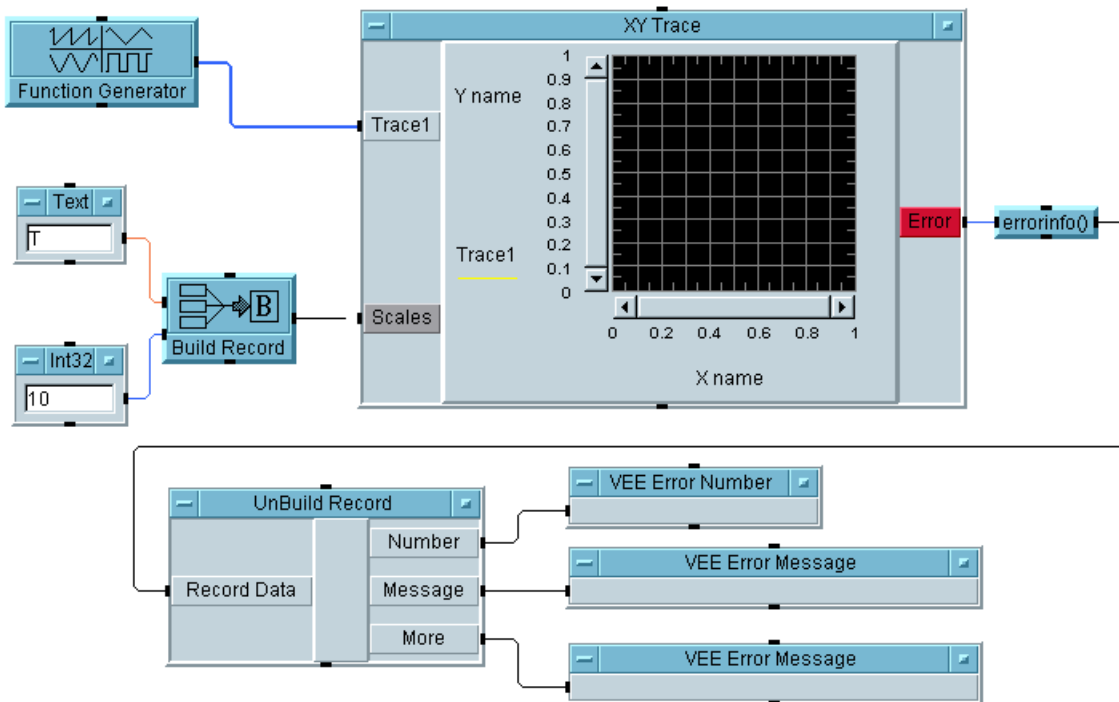 Function Generator
XY Trace
Trace1
Y name
Trace1
1
0.9
0.8
0.7
0.6
0.5
0.4
0.3
0.2
0.1
0
0 0.2 0.4 0.6 0.8 1
X name
Error
errorinfo()
Text
T
B
Build Record
Scales
Int32
10
UnBuild Record
Record Data
Number
Message
More
VEE Error Number
VEE Error Message
VEE Error Message